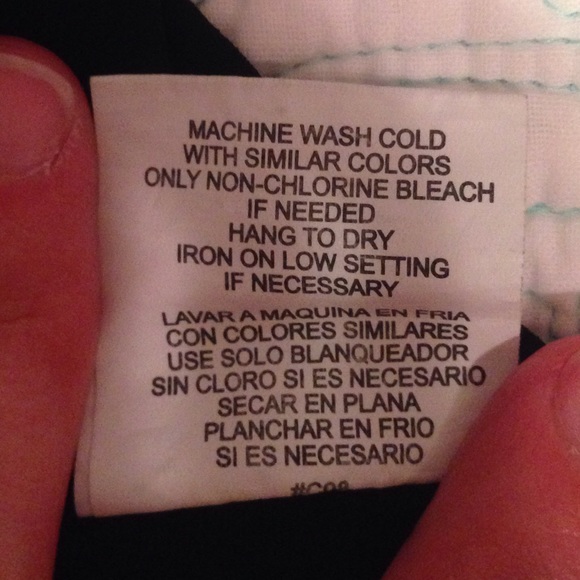 MACHINE WASH COLD
WITH SIMILAR COLORS
ONLY NON-CHLORINE BLEACH
IF NEEDED
HANG TO DRY
IRON ON LOW SETTING
IF NECESSARY
LAVAR A MAQUINA EN FRIA
CON COLORES SIMILARES
USE SOLO BLANQUEADOR
SIN CLORO SI ES NECESARIO
SECAR EN PLANA
PLANCHAR EN FRIO
SI ES NECESARIO